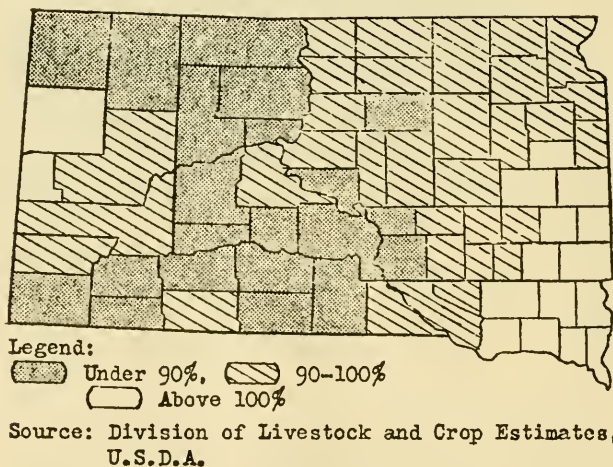 Legend:
Under 90%, 90-100%
Above 100%
Source: Division of Livestock and Crop Estimates,
U.S.D.A.